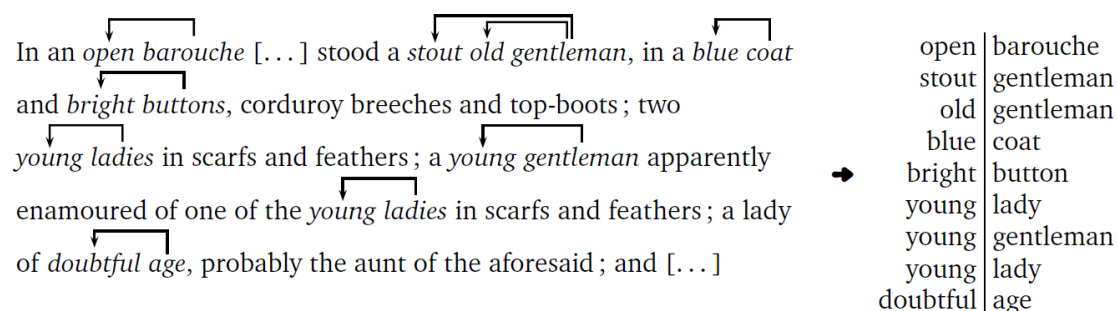 In an open barouche [...] stood a stout old gentleman, in a blue coat
and bright buttons, corduroy breeches and top-boots; two
young ladies in scarfs and feathers; a young gentleman apparently
enamoured of one of the young ladies in scarfs and feathers; a lady
of doubtful age, probably the aunt of the aforesaid; and [...]
open barouche
stout gentleman
old gentleman
blue coat
bright button
young lady
young gentleman
young lady
doubtful age